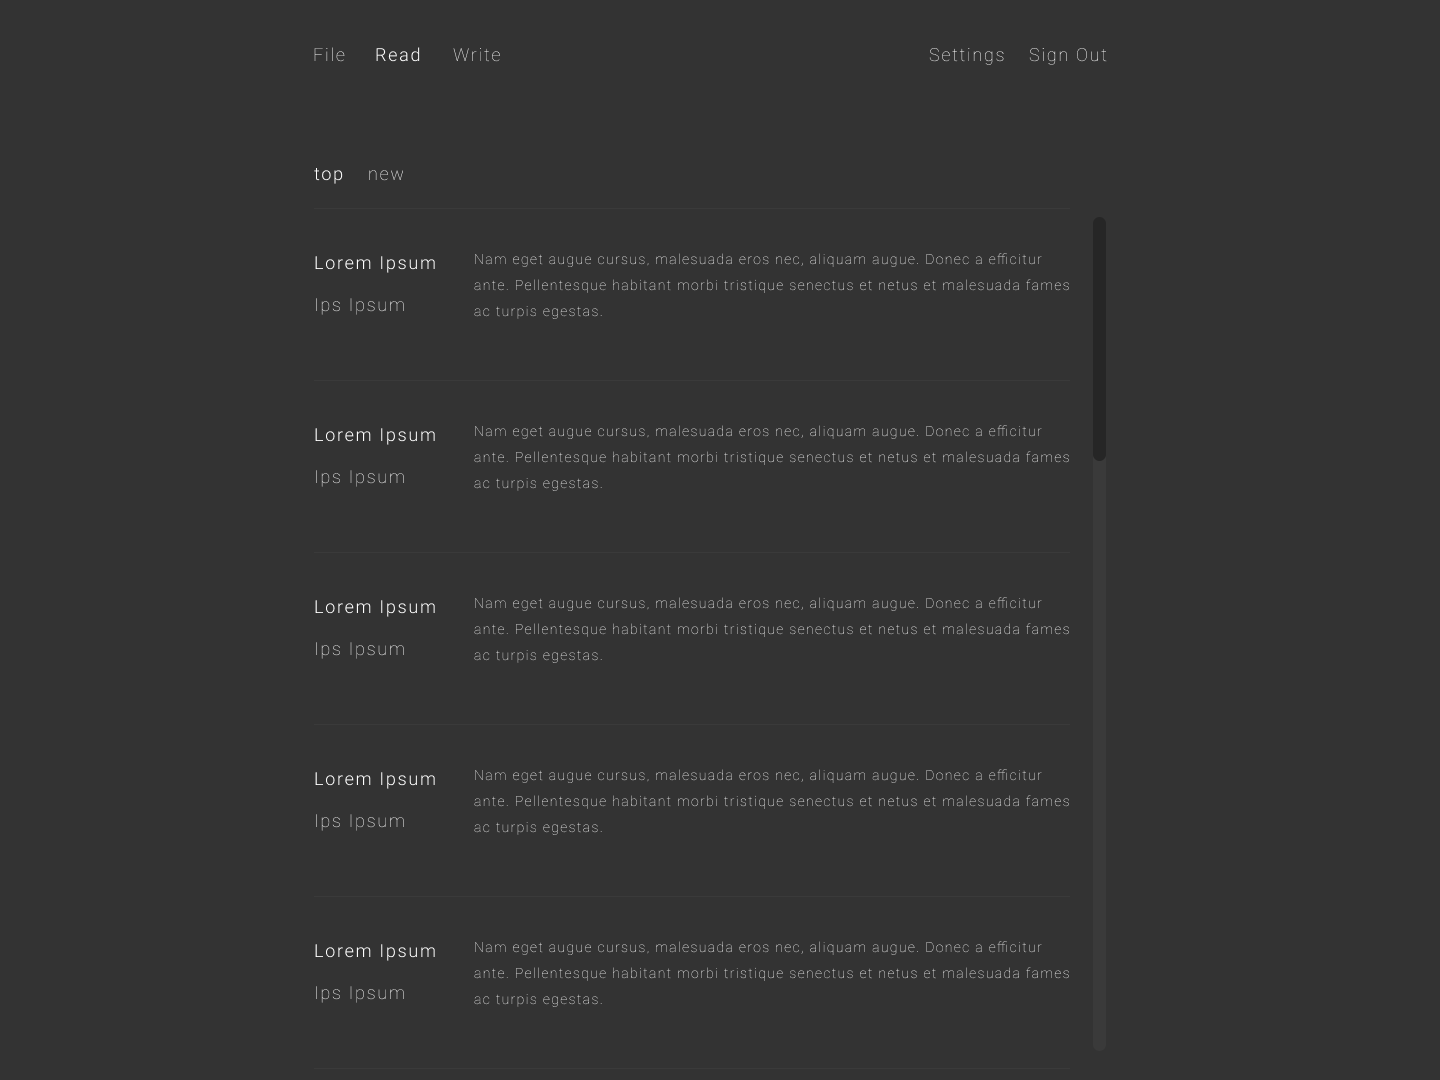 File Read Write Settings Sign Out
top new
Lorem Ipsum
Ips Ipsum
Nam eget augue cursus, malesuada eros nec, aliquam augue. Donec a efficitur
ante. Pellentesque habitant morbi tristique senectus et netus et malesuada fames
ac turpis egestas.
Lorem Ipsum
Ips Ipsum
Nam eget augue cursus, malesuada eros nec, aliquam augue. Donec a efficitur
ante. Pellentesque habitant morbi tristique senectus et netus et malesuada fames
ac turpis egestas.
Lorem Ipsum
Ips Ipsum
Nam eget augue cursus, malesuada eros nec, aliquam augue. Donec a efficitur
ante. Pellentesque habitant morbi tristique senectus et netus et malesuada fames
ac turpis egestas.
Lorem Ipsum
Ips Ipsum
Nam eget augue cursus, malesuada eros nec, aliquam augue. Donec a efficitur
ante. Pellentesque habitant morbi tristique senectus et netus et malesuada fames
ac turpis egestas.
Lorem Ipsum
Ips Ipsum
Nam eget augue cursus, malesuada eros nec, aliquam augue. Donec a efficitur
ante. Pellentesque habitant morbi tristique senectus et netus et malesuada fames
ac turpis egestas.